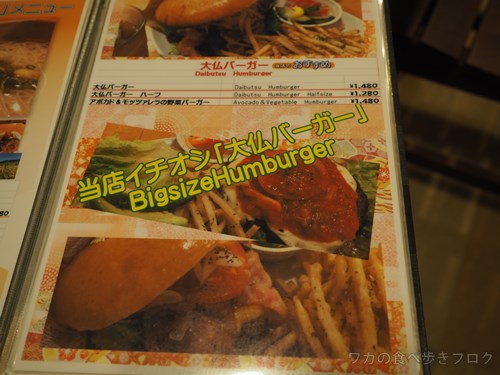 メニュー
大仏バーガー おすすめ
Daibutsu Humburger
大仏バーガー Daibutsu Humburger ¥1,480
大仏バーガー ハーフ Daibutsu Humburger Halfsize ¥1,280
アボカド&モッツァレラの野菜バーガー Avocado&Vegetable Humburger ¥1,480
当店イチオシ「大仏バーガー」
BigsizeHumburger
ワカの食べ歩きブログ